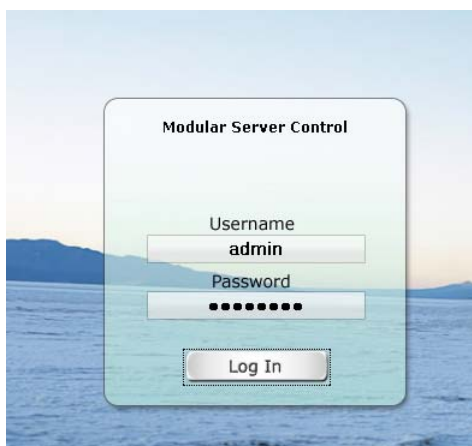 Modular Server Control
Username
admin
Password
●●●●●●●●
Log In